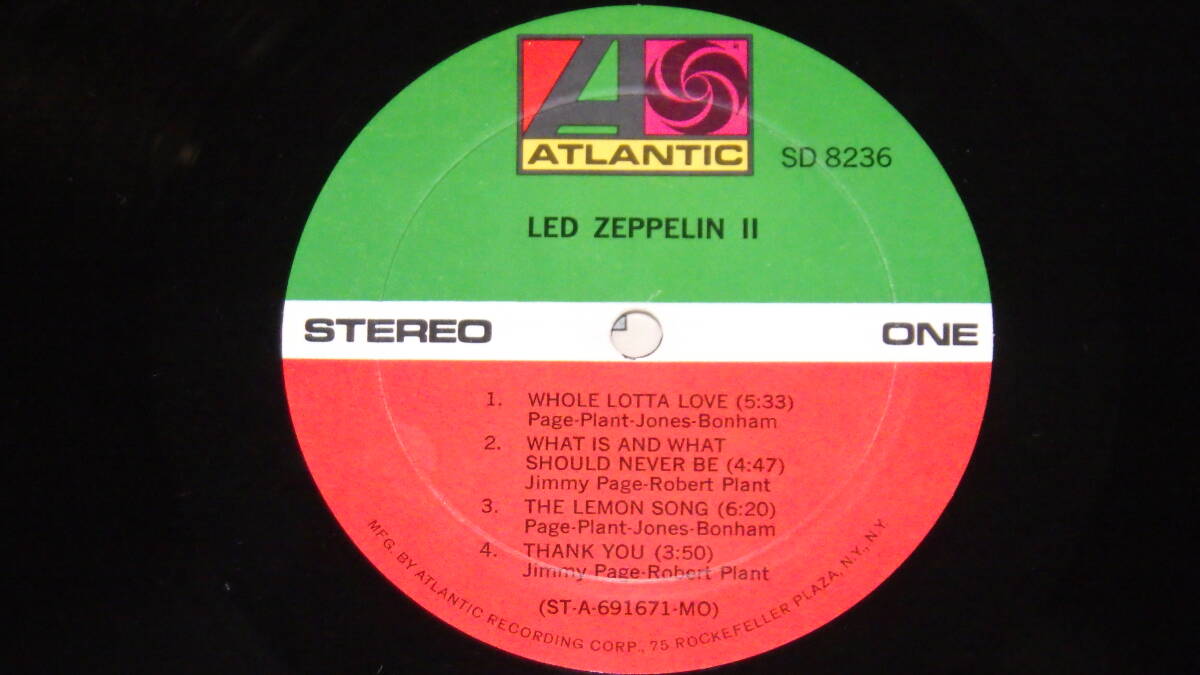 ATLANTIC
SD 8236
LED ZEPPELIN II
STEREO
ONE
1. WHOLE LOTTA LOVE (5:33)
Page-Plant-Jones-Bonham
2. WHAT IS AND WHAT
SHOULD NEVER BE (4:47)
Jimmy Page-Robert Plant
3. THE LEMON SONG (6:20)
Page-Plant-Jones-Bonham
4. THANK YOU (3:50)
Jimmy Page-Robert Plant
(ST-A-691671-MO)
MFG. BY ATLANTIC RECORDING CORP., 75 ROCKEFELLER PLAZA, N.Y., N.Y.